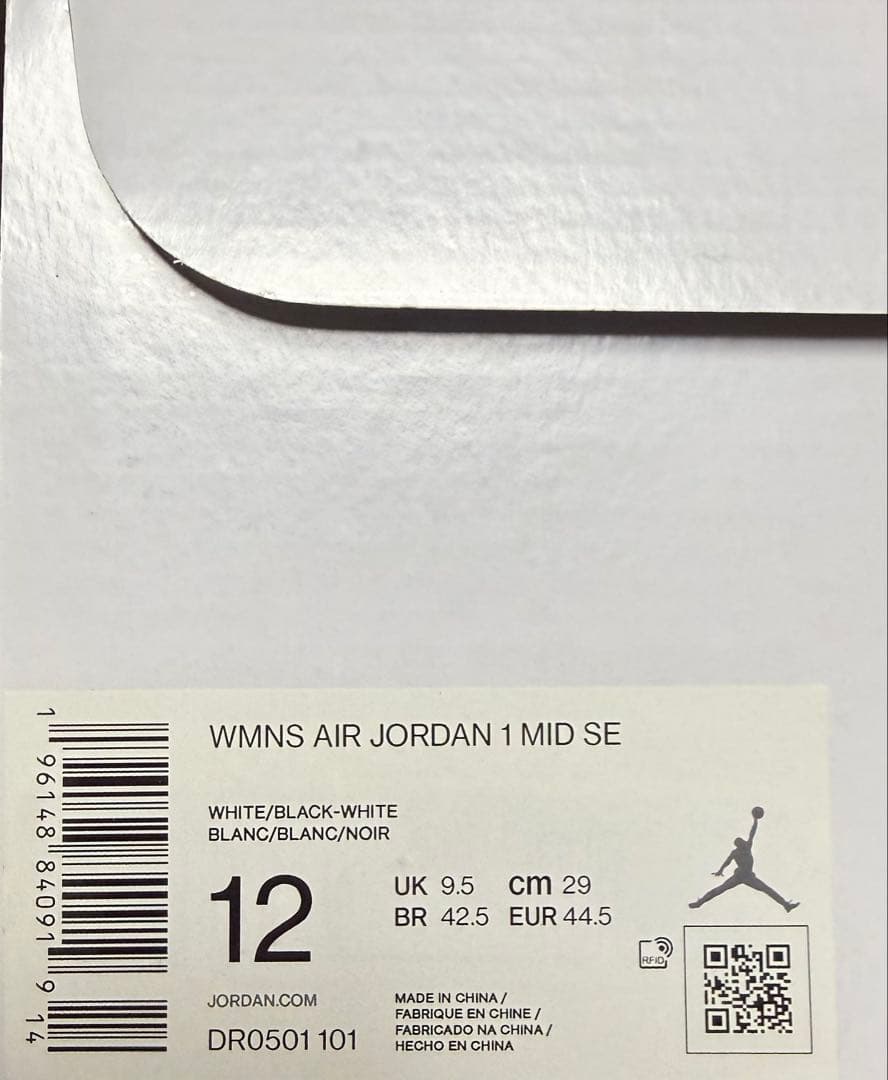 WMNS AIR JORDAN 1 MID SE
WHITE/BLACK-WHITE
BLANC/BLANC/NOIR
12
UK 9.5 cm 29
BR 42.5 EUR 44.5
RFID
JORDAN.COM
DR0501 101
MADE IN CHINA /
FABRIQUE EN CHINE /
FABRICADO NA CHINA /
HECHO EN CHINA
1 96148 84091 9 14